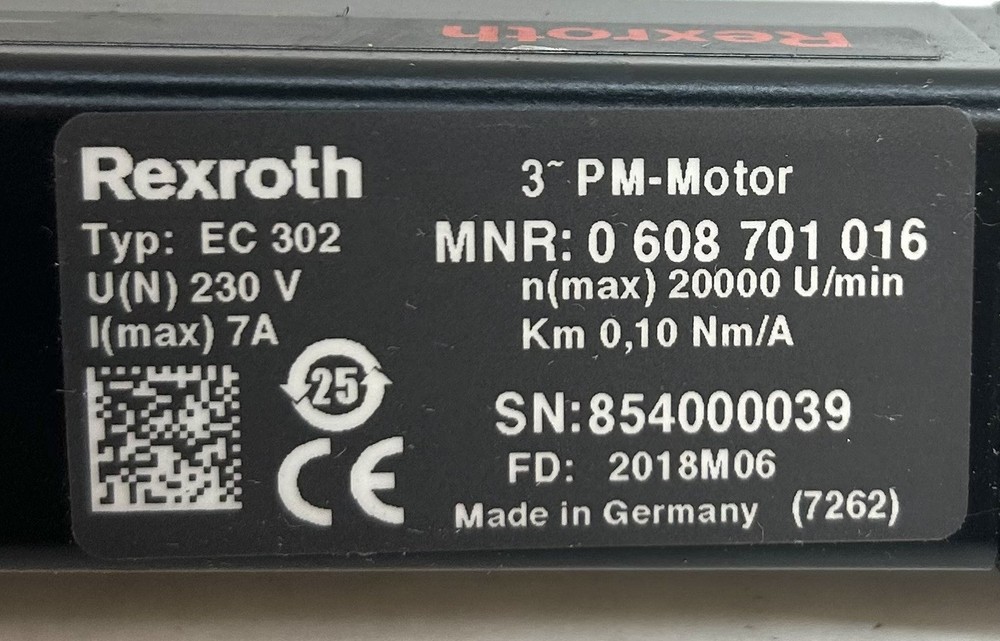 Rexroth
Rexroth
3~ PM-Motor
Typ: EC 302
MNR: 0 608 701 016
U(N) 230 V
n(max) 20000 U/min
I(max) 7A
Km 0,10 Nm/A
25
CE
SN:854000039
FD: 2018M06
Made in Germany (7262)